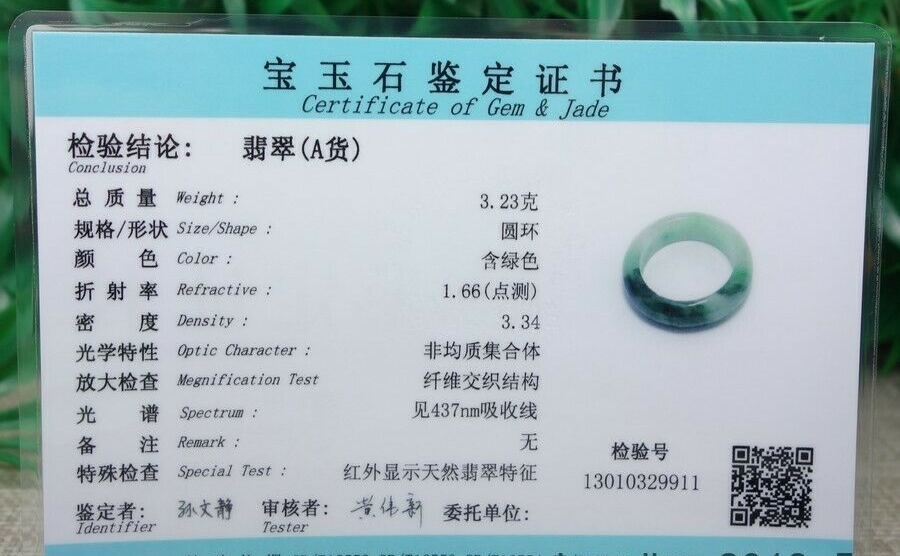 宝玉石鉴定证书
Certificate of Gem & Jade
检验结论: 翡翠(A货)
Conclusion
总质量 Weight : 3.23克
规格/形状 Size/Shape : 圆环
颜色 Color : 含绿色
折射率 Refractive : 1.66(点测)
密度 Density : 3.34
光学特性 Optic Character : 非均质集合体
放大检查 Megnification Test 纤维交织结构
光谱 Spectrum : 见437nm吸收线
备注 Remark : 无
特殊检查 Special Test : 红外显示天然翡翠特征
检验号
13010329911
鉴定者: 孙文静 审核者: 黄伟新 委托单位:
Identifier Tester